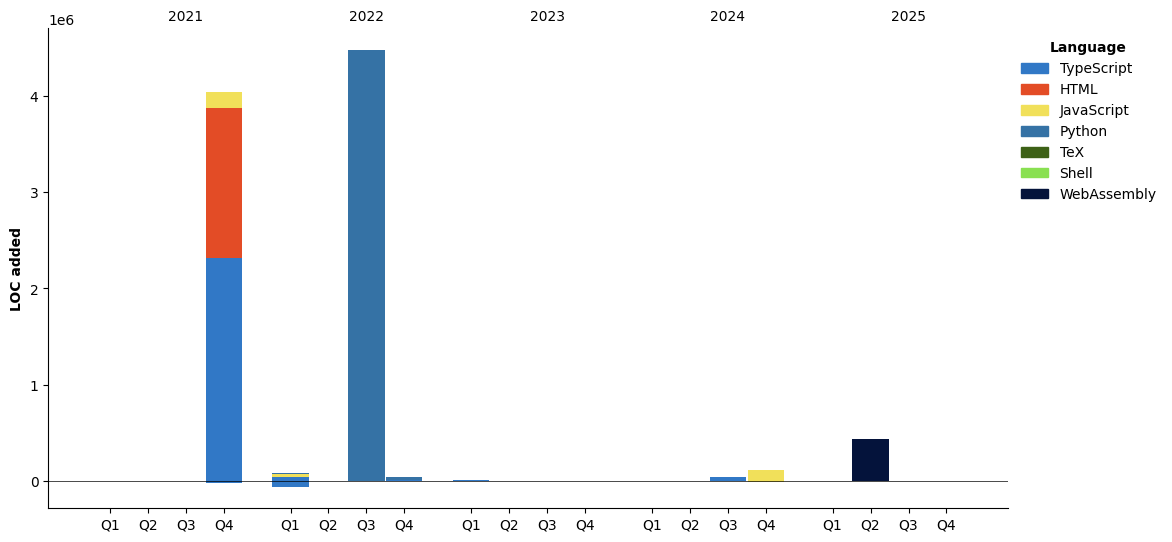 2021 2022 2023 2024 2025
1e6
Language
TypeScript
HTML
JavaScript
Python
TeX
Shell
WebAssembly
LOC added
4
3
2
1
0
Q1 Q2 Q3 Q4 Q1 Q2 Q3 Q4 Q1 Q2 Q3 Q4 Q1 Q2 Q3 Q4 Q1 Q2 Q3 Q4